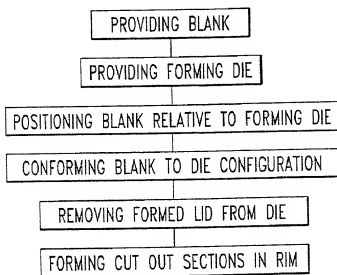 PROVIDING BLANK
PROVIDING FORMING DIE
POSITIONING BLANK RELATIVE TO FORMING DIE
CONFORMING BLANK TO DIE CONFIGURATION
REMOVING FORMED LID FROM DIE
FORMING CUT OUT SECTIONS IN RIM